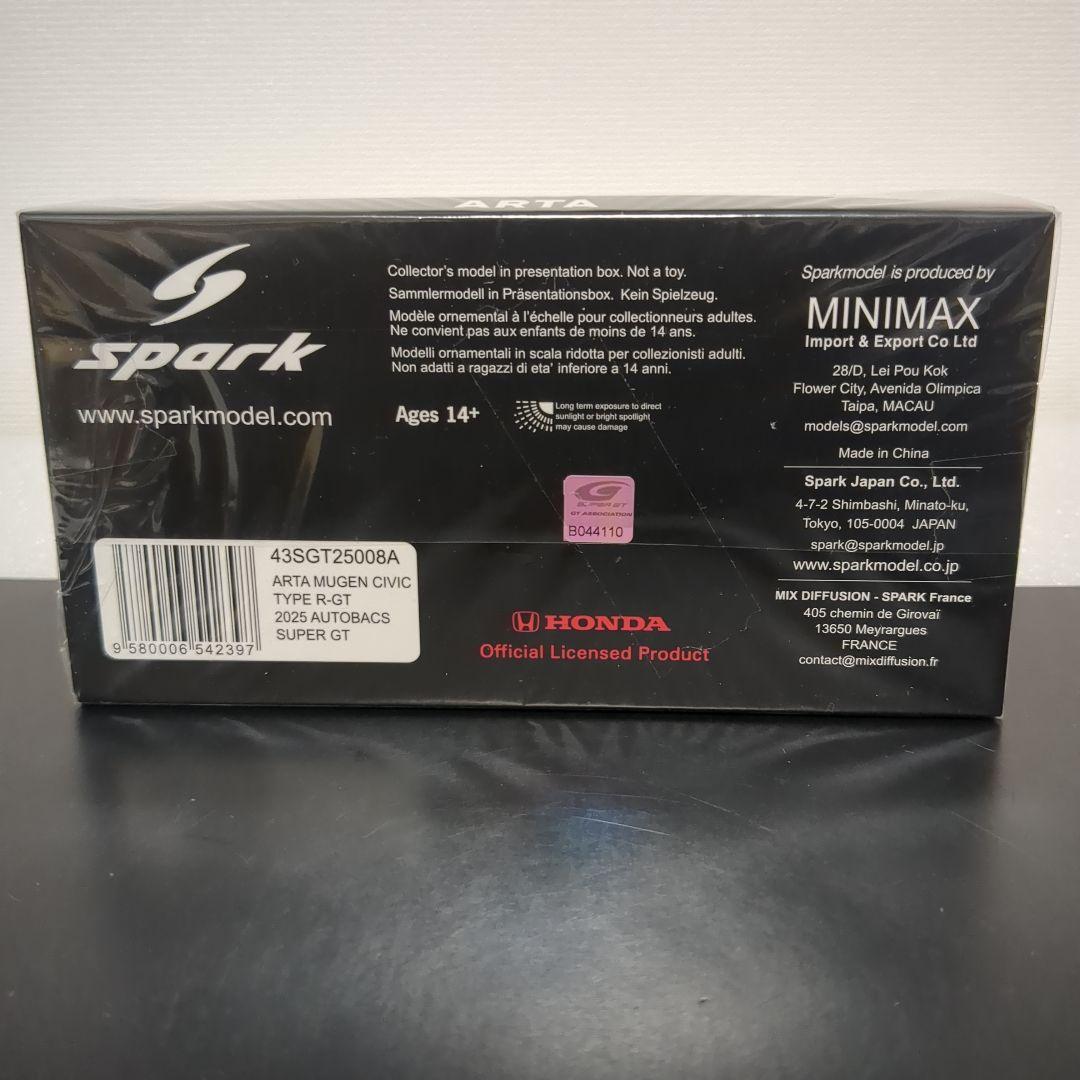 ARTA
spark
www.sparkmodel.com
Collector's model in presentation box. Not a toy.
Sammlermodell in Präsentationsbox. Kein Spielzeug.
Modèle ornemental à l'échelle pour collectionneurs adultes.
Ne convient pas aux enfants de moins de 14 ans.
Modelli ornamentali in scala ridotta per collezionisti adulti.
Non adatti a ragazzi di eta' inferiore a 14 anni.
Ages 14+
Long term exposure to direct
sunlight or bright spotlight
may cause damage
Sparkmodel is produced by
MINIMAX
Import & Export Co Ltd
28/D, Lei Pou Kok
Flower City, Avenida Olimpica
Taipa, MACAU
models@sparkmodel.com
Made in China
Spark Japan Co., Ltd.
4-7-2 Shimbashi, Minato-ku,
Tokyo, 105-0004 JAPAN
spark@sparkmodel.jp
www.sparkmodel.co.jp
MIX DIFFUSION - SPARK France
405 chemin de Girovaï
13650 Meyrargues
FRANCE
contact@mixdiffusion.fr
SUPER GT
GT ASSOCIATION
B044110
43SGT25008A
ARTA MUGEN CIVIC
TYPE R-GT
2025 AUTOBACS
SUPER GT
9 580006 542397
HONDA
Official Licensed Product